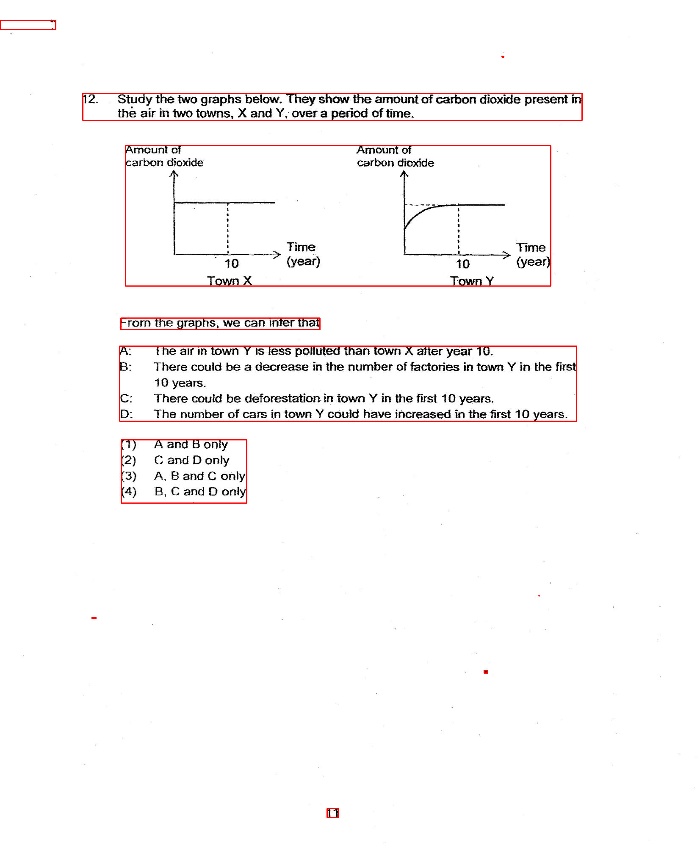 12. Study the two graphs below. They show the amount of carbon dioxide present in
the air in two towns, X and Y, over a period of time.
Amount of
carbon dioxide
Time
(year)
10
Town X
Amount of
carbon dioxide
Time
(year)
10
Town Y
From the graphs, we can infer that
A: The air in town Y is less polluted than town X after year 10.
B: There could be a decrease in the number of factories in town Y in the first
10 years.
C: There could be deforestation in town Y in the first 10 years.
D: The number of cars in town Y could have increased in the first 10 years.
(1) A and B only
(2) C and D only
(3) A, B and C only
(4) B, C and D only
11